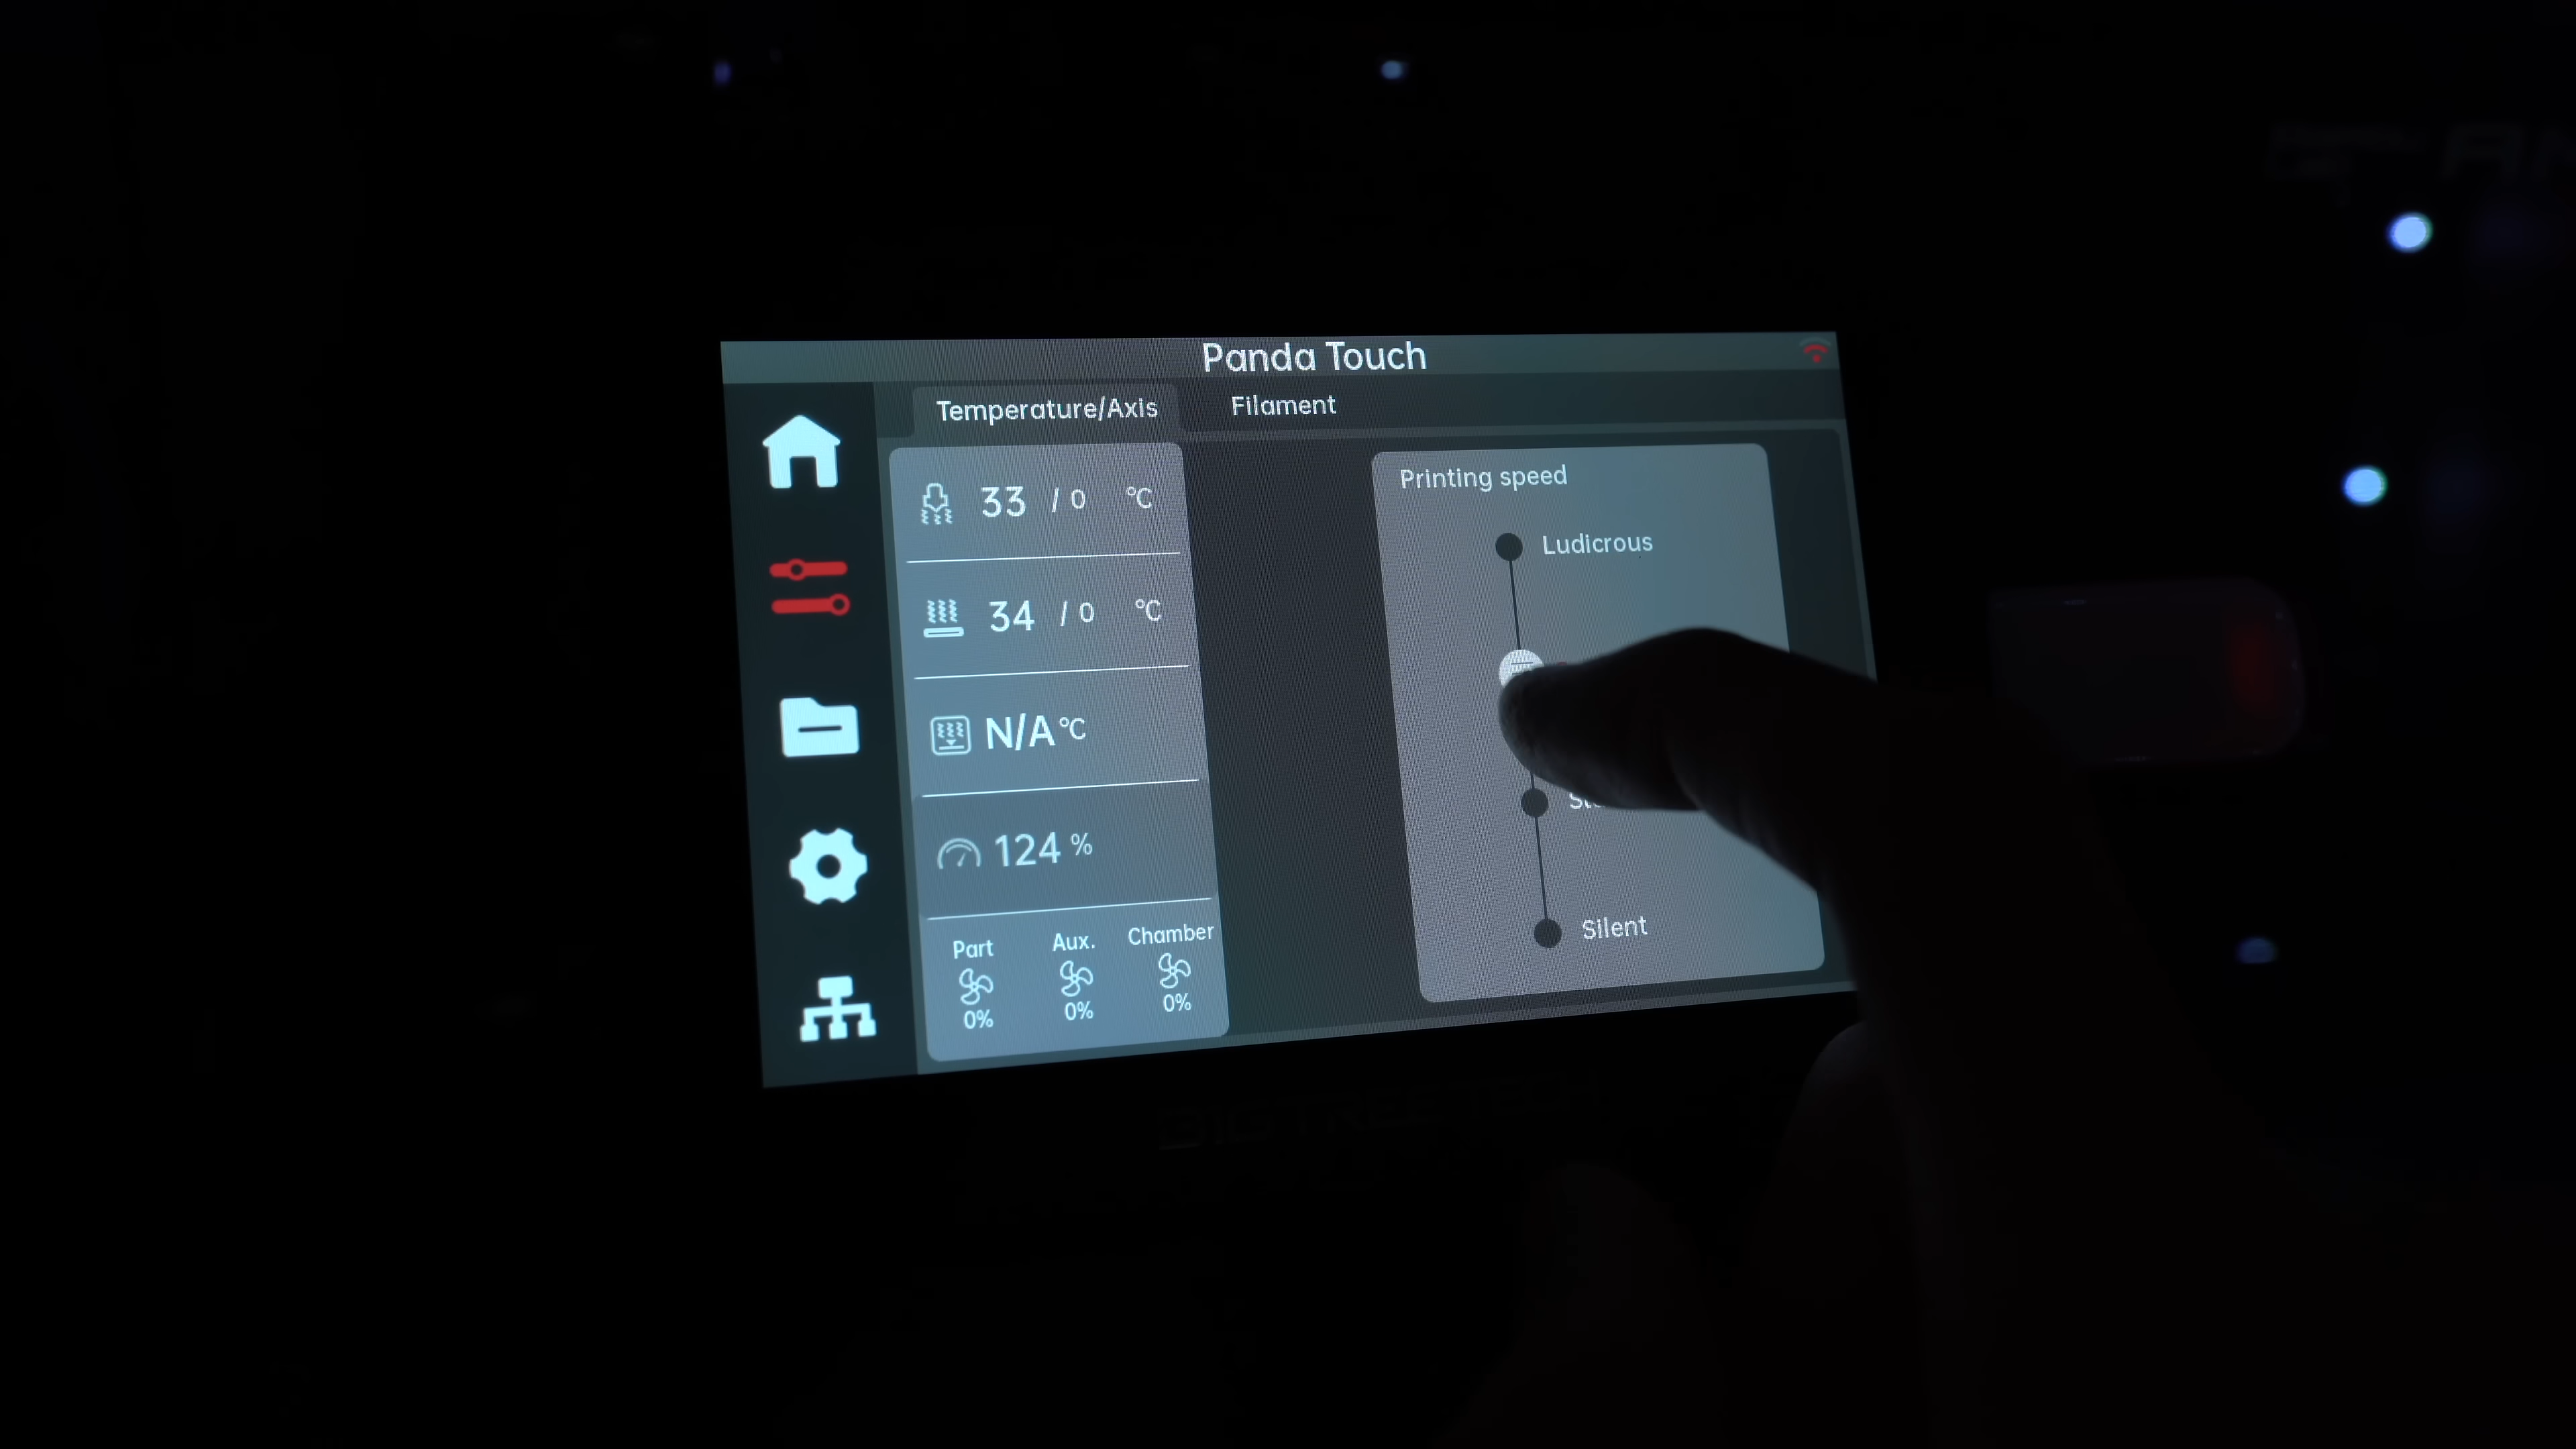 Panda Touch
Temperature/Axis
Filament
33 / 0 °C
34 / 0 °C
N/A °C
124 %
Part
Aux.
Chamber
0%
0%
0%
Printing speed
Ludicrous
Silent
BIGTREETECH